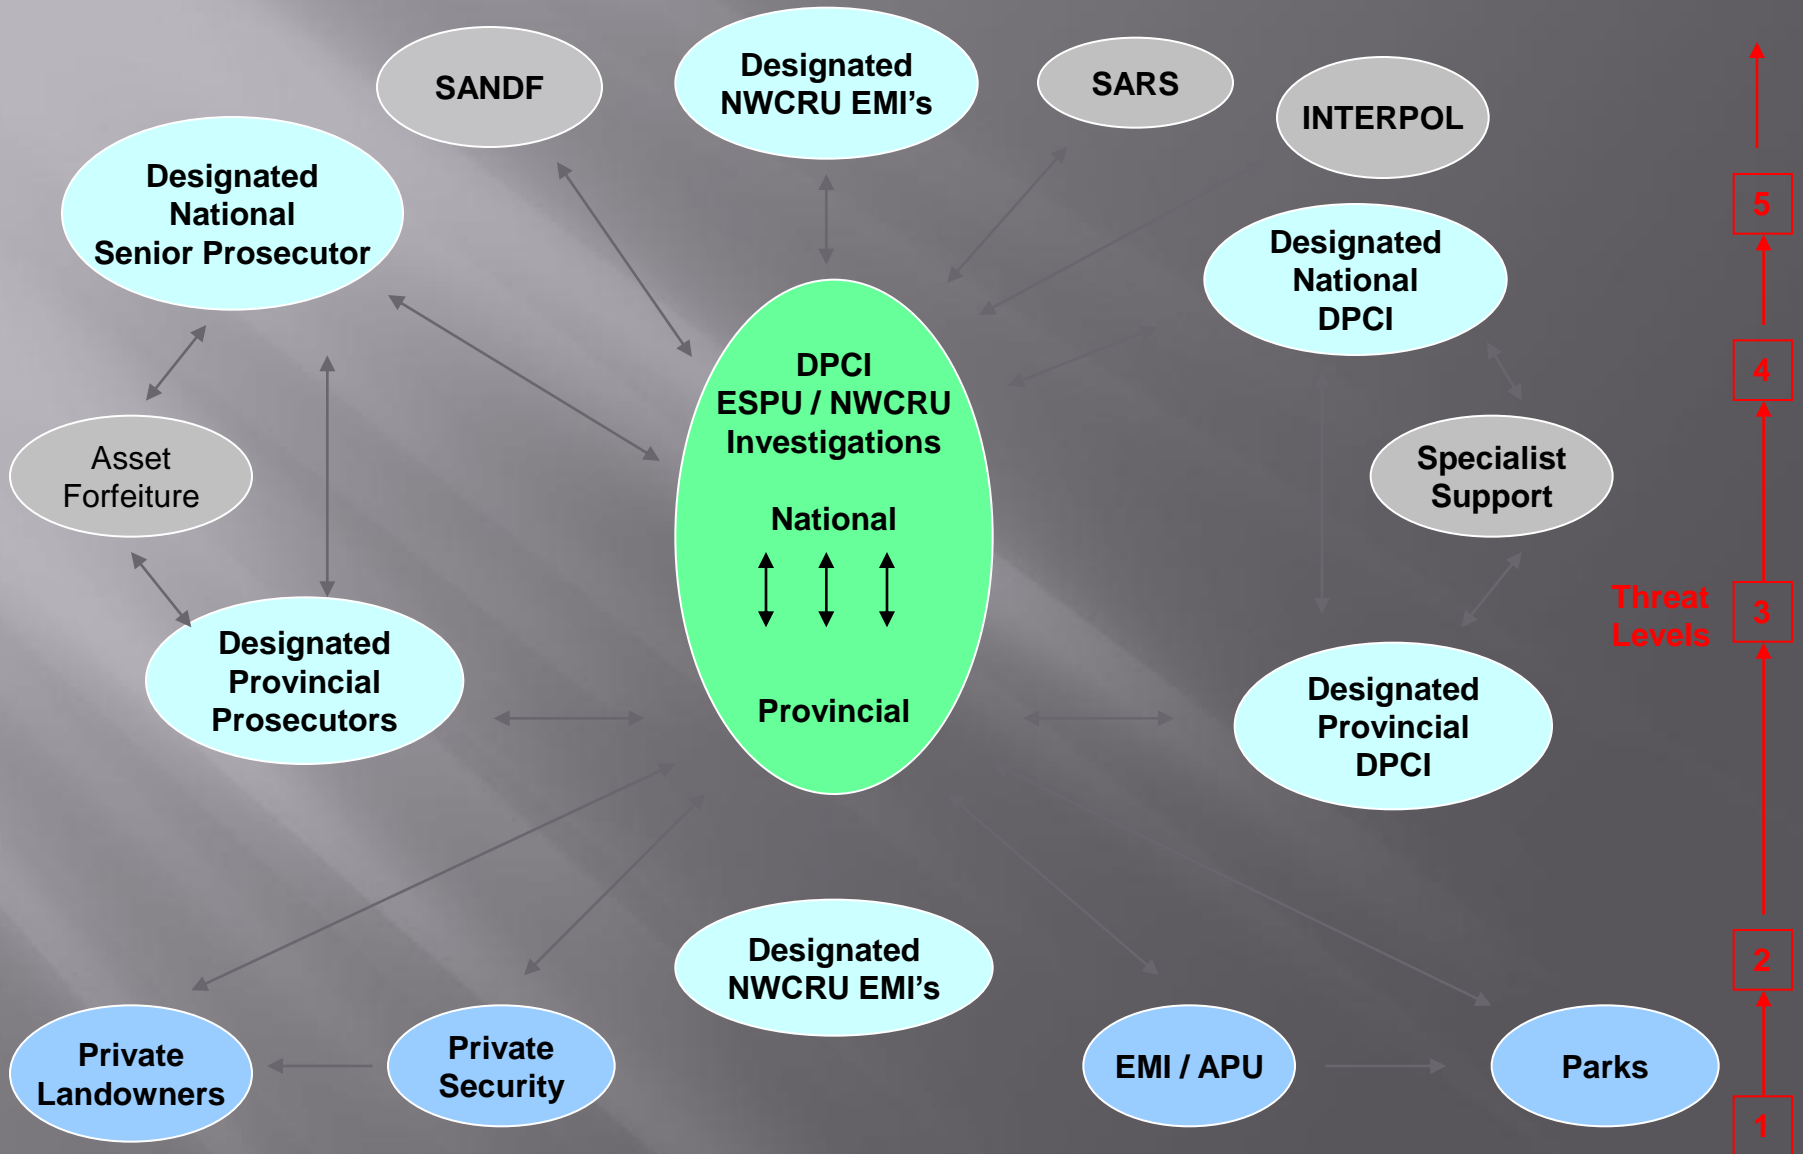 SANDF
Designated
NWCRU EMI's
SARS
INTERPOL
Designated
National
Senior Prosecutor
5
Designated
National
DPCI
4
DPCI
ESPU / NWCRU
Investigations
National
Provincial
Asset
Forfeiture
Specialist
Support
Threat
Levels
3
Designated
Provincial
Prosecutors
Designated
Provincial
DPCI
Designated
NWCRU EMI's
2
Private
Landowners
Private
Security
EMI / APU
Parks
1